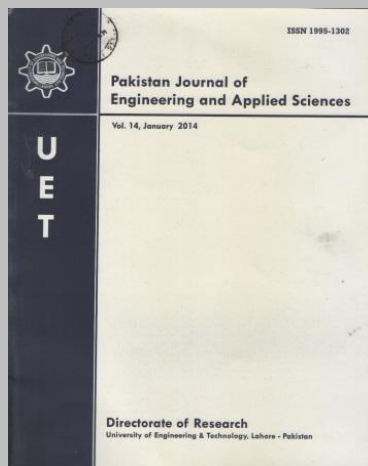 ISSN 1995-1302
Pakistan Journal of
Engineering and Applied Sciences
Vol. 14, January 2014
U
E
T
Directorate of Research
University of Engineering & Technology, Lahore - Pakistan